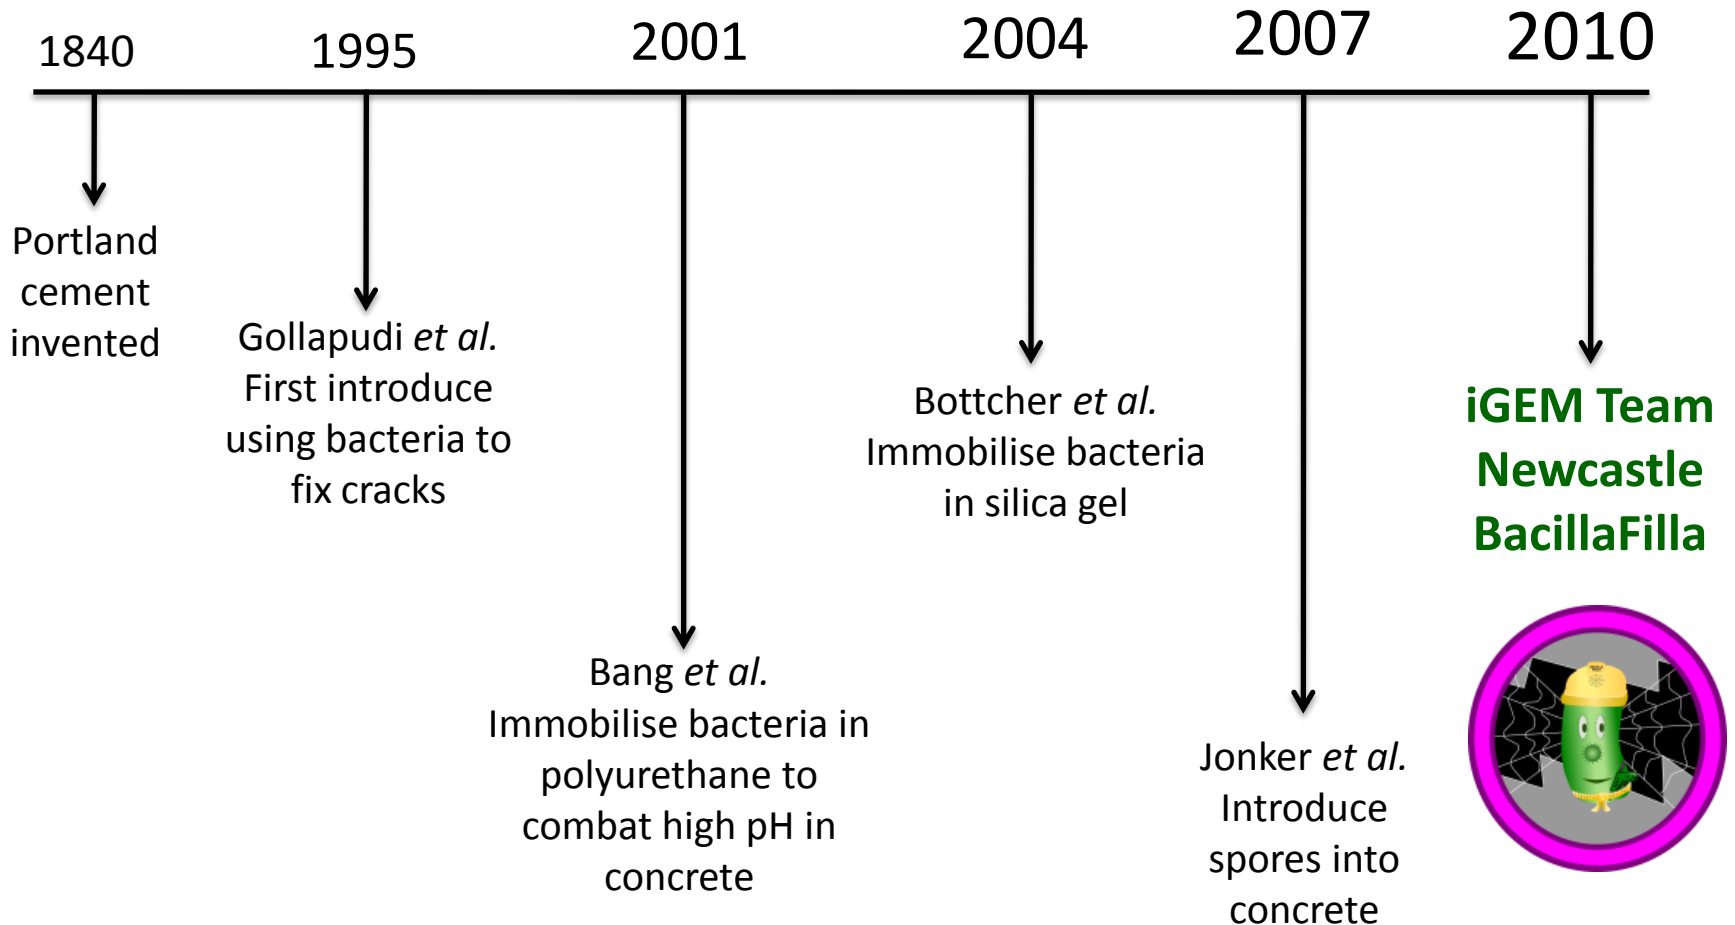 1840
1995
2001
2004
2007
2010
Portland
cement
invented
Gollapudi et al.
First introduce
using bacteria to
fix cracks
Bang et al.
Immobilise bacteria in
polyurethane to
combat high pH in
concrete
Bottcher et al.
Immobilise bacteria
in silica gel
Jonker et al.
Introduce
spores into
concrete
iGEM Team
Newcastle
BacillaFilla